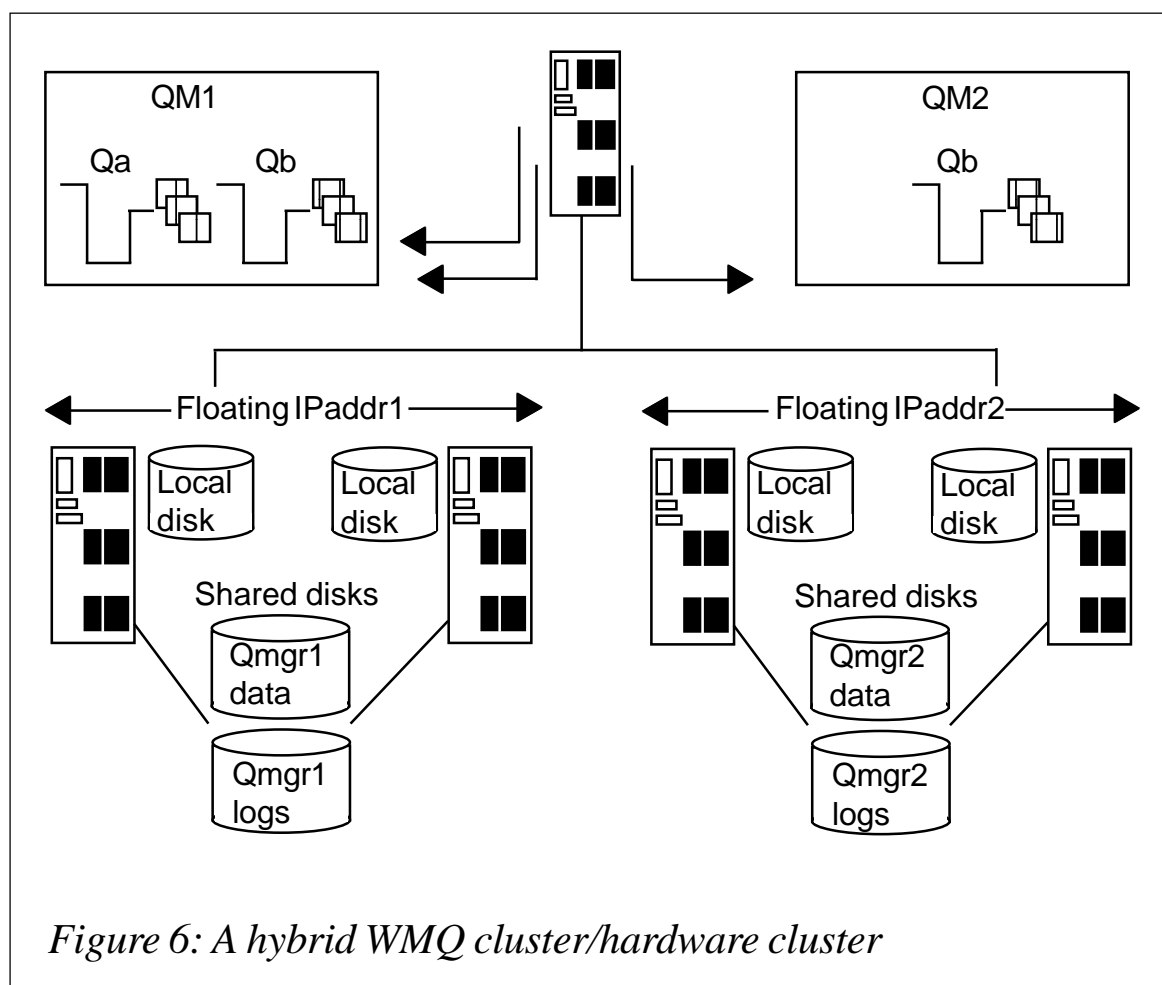 QM1
QM2
Qa
Qb
Qb
Floating IPaddr1
Floating IPaddr2
Local
disk
Local
disk
Local
disk
Local
disk
Shared disks
Shared disks
Qmgr1
data
Qmgr2
data
Qmgr1
logs
Qmgr2
logs
Figure 6: A hybrid WMQ cluster/hardware cluster